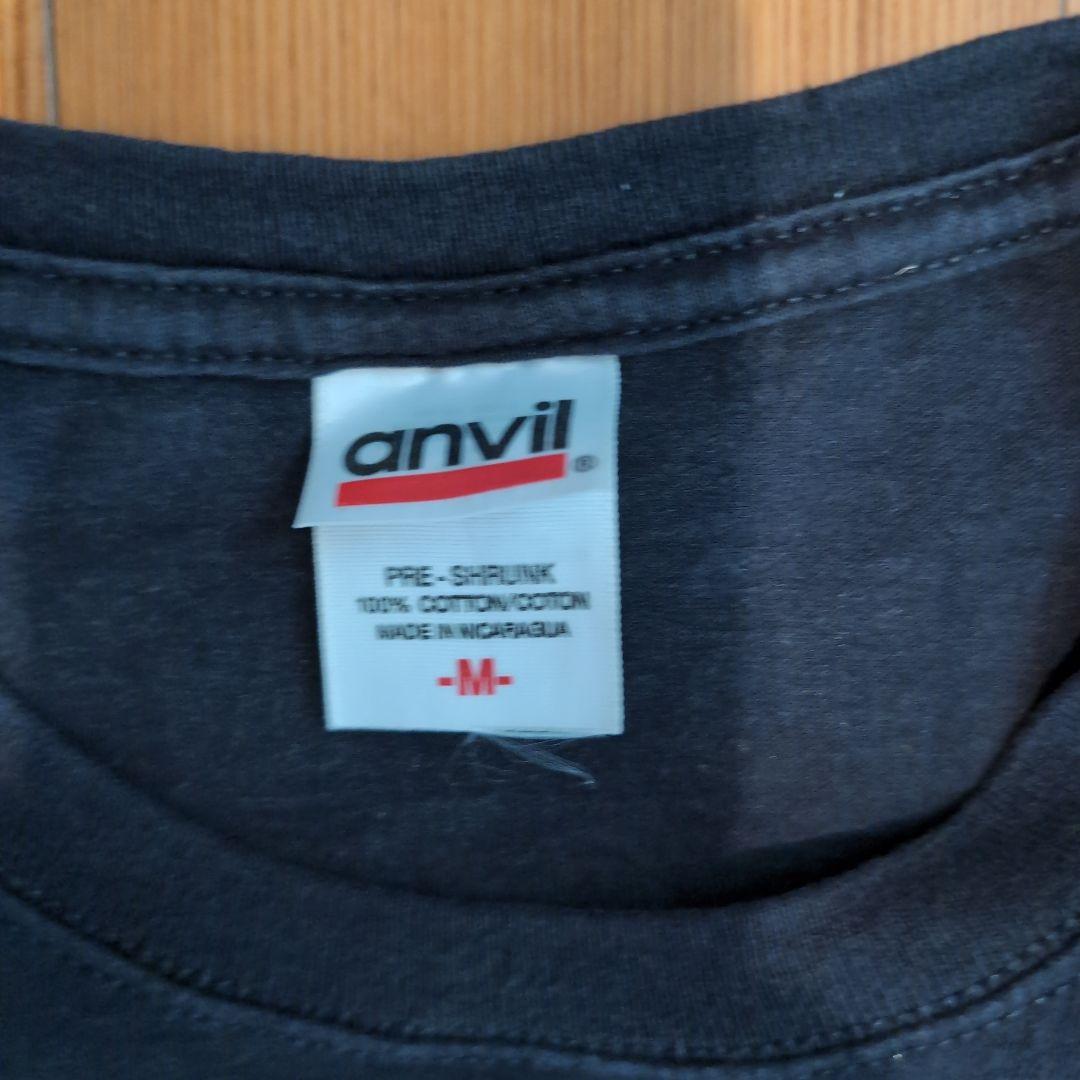 anvil®
PRE-SHRUNK
100% COTTON/COTON
MADE IN NICARAGUA
-M-